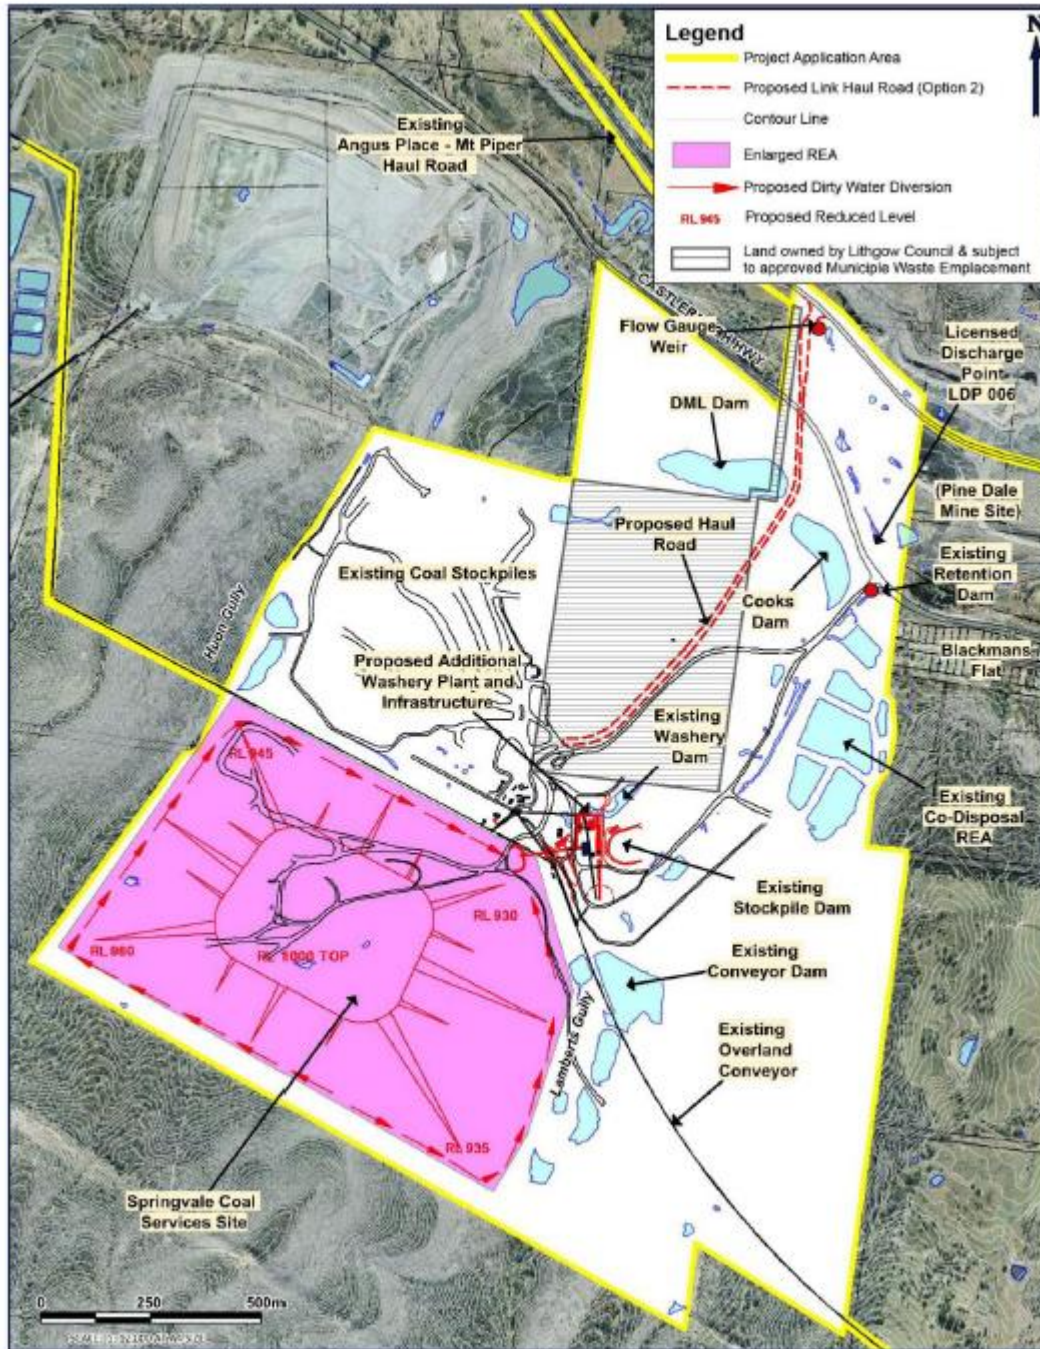 Legend
N
Project Application Area
Proposed Link Haul Road (Option 2)
Contour Line
Enlarged REA
Proposed Dirty Water Diversion
RL 945 Proposed Reduced Level
Land owned by Lithgow Council & subject
to approved Municiple Waste Emplacement
Existing
Angus Place - Mt Piper
Haul Road
CASTLEREAGH HWY
Flow Gauge
Weir
Licensed
Discharge
Point
LDP 006
DML Dam
(Pine Dale
Mine Site)
Proposed Haul
Road
Existing
Retention
Dam
Existing Coal Stockpiles
Cooks
Dam
Huon Gully
Blackmans
Flat
Proposed Additional
Washery Plant and
Infrastructure
Existing
Washery
Dam
RL 945
Existing
Co-Disposal
REA
Existing
Stockpile Dam
RL 930
RL 960
RL 1000 TOP
Existing
Conveyor Dam
Lamberts Gully
Existing
Overland
Conveyor
RL 935
Springvale Coal
Services Site
0 250 500m